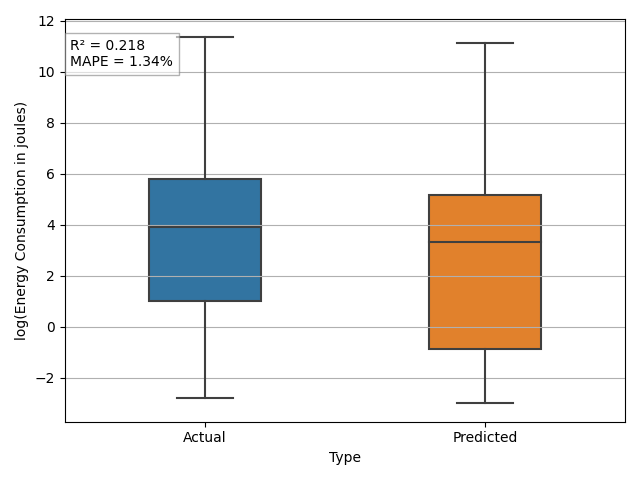 12
R² = 0.218
MAPE = 1.34%
10
8
6
4
2
0
−2
log(Energy Consumption in joules)
Actual
Predicted
Type